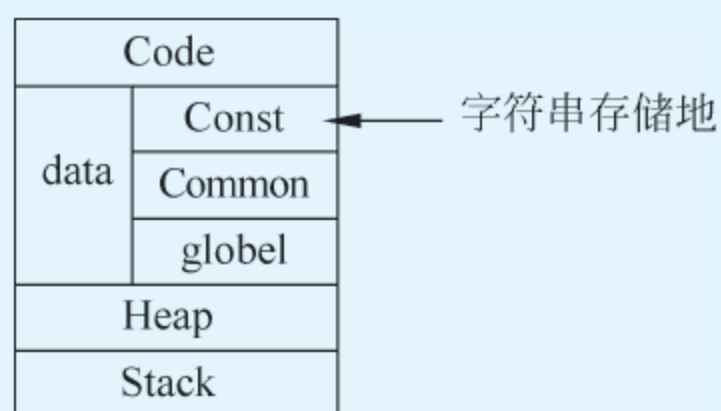 Code
Const
字符串存储地
data
Common
globel
Heap
Stack